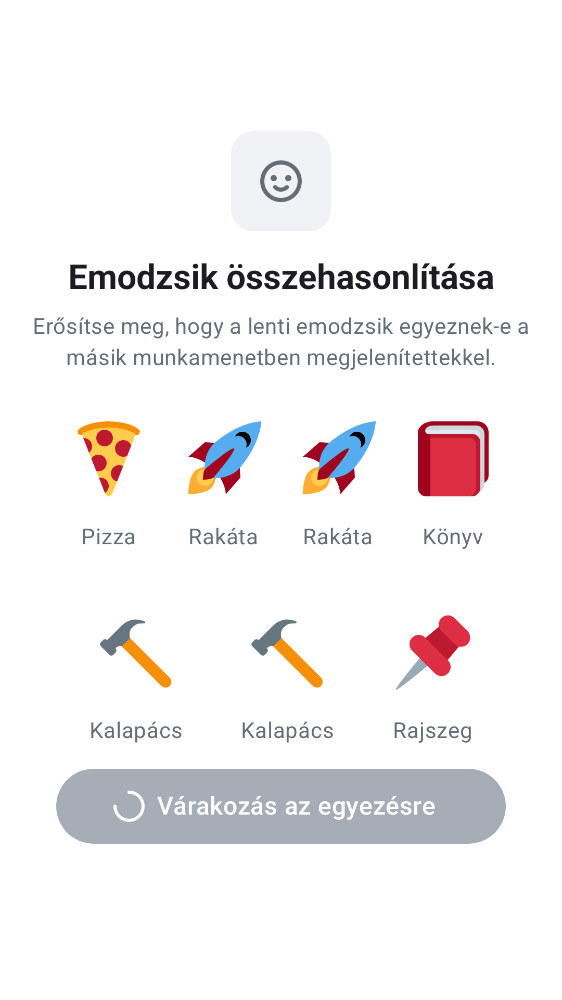 Emodzsik összehasonlítása
Erősítse meg, hogy a lenti emodzsik egyeznek-e a
másik munkamenetben megjelenítettekkel.
Pizza Rakáta Rakáta Könyv
Kalapács Kalapács Rajszeg
Várakozás az egyezésre